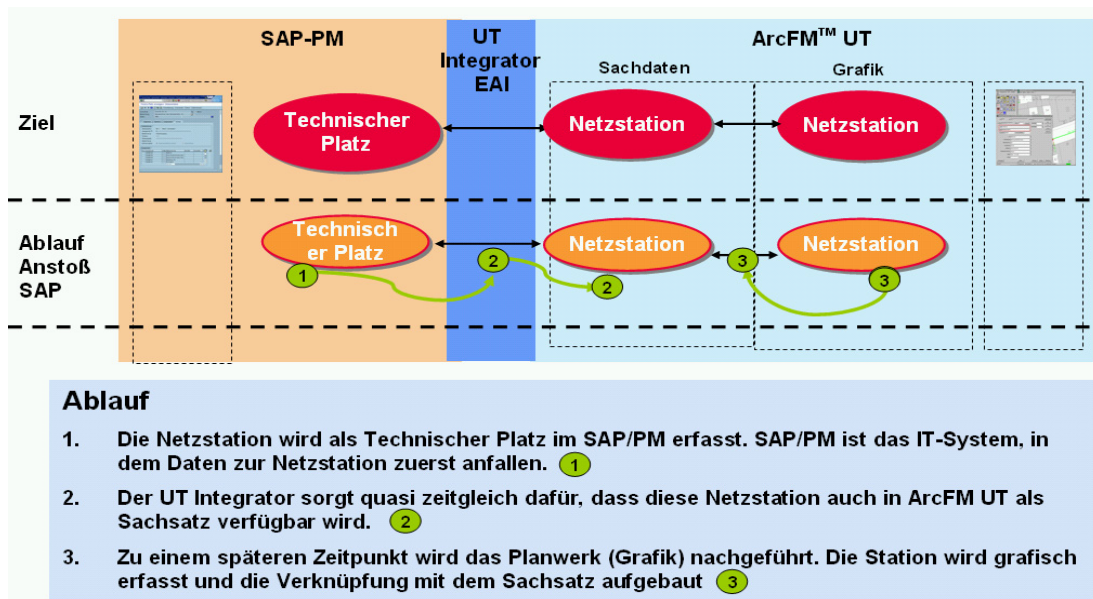 SAP-PM
UT
Integrator
EAI
ArcFM™ UT
Sachdaten
Grafik
Ziel
Technischer
Platz
Netzstation
Netzstation
Ablauf
Anstoß
SAP
Technisch
er Platz
Netzstation
Netzstation
1
2
2
3
3
Ablauf
1. Die Netzstation wird als Technischer Platz im SAP/PM erfasst. SAP/PM ist das IT-System, in
dem Daten zur Netzstation zuerst anfallen. 1
2. Der UT Integrator sorgt quasi zeitgleich dafür, dass diese Netzstation auch in ArcFM UT als
Sachsatz verfügbar wird. 2
3. Zu einem späteren Zeitpunkt wird das Planwerk (Grafik) nachgeführt. Die Station wird grafisch
erfasst und die Verknüpfung mit dem Sachsatz aufgebaut 3